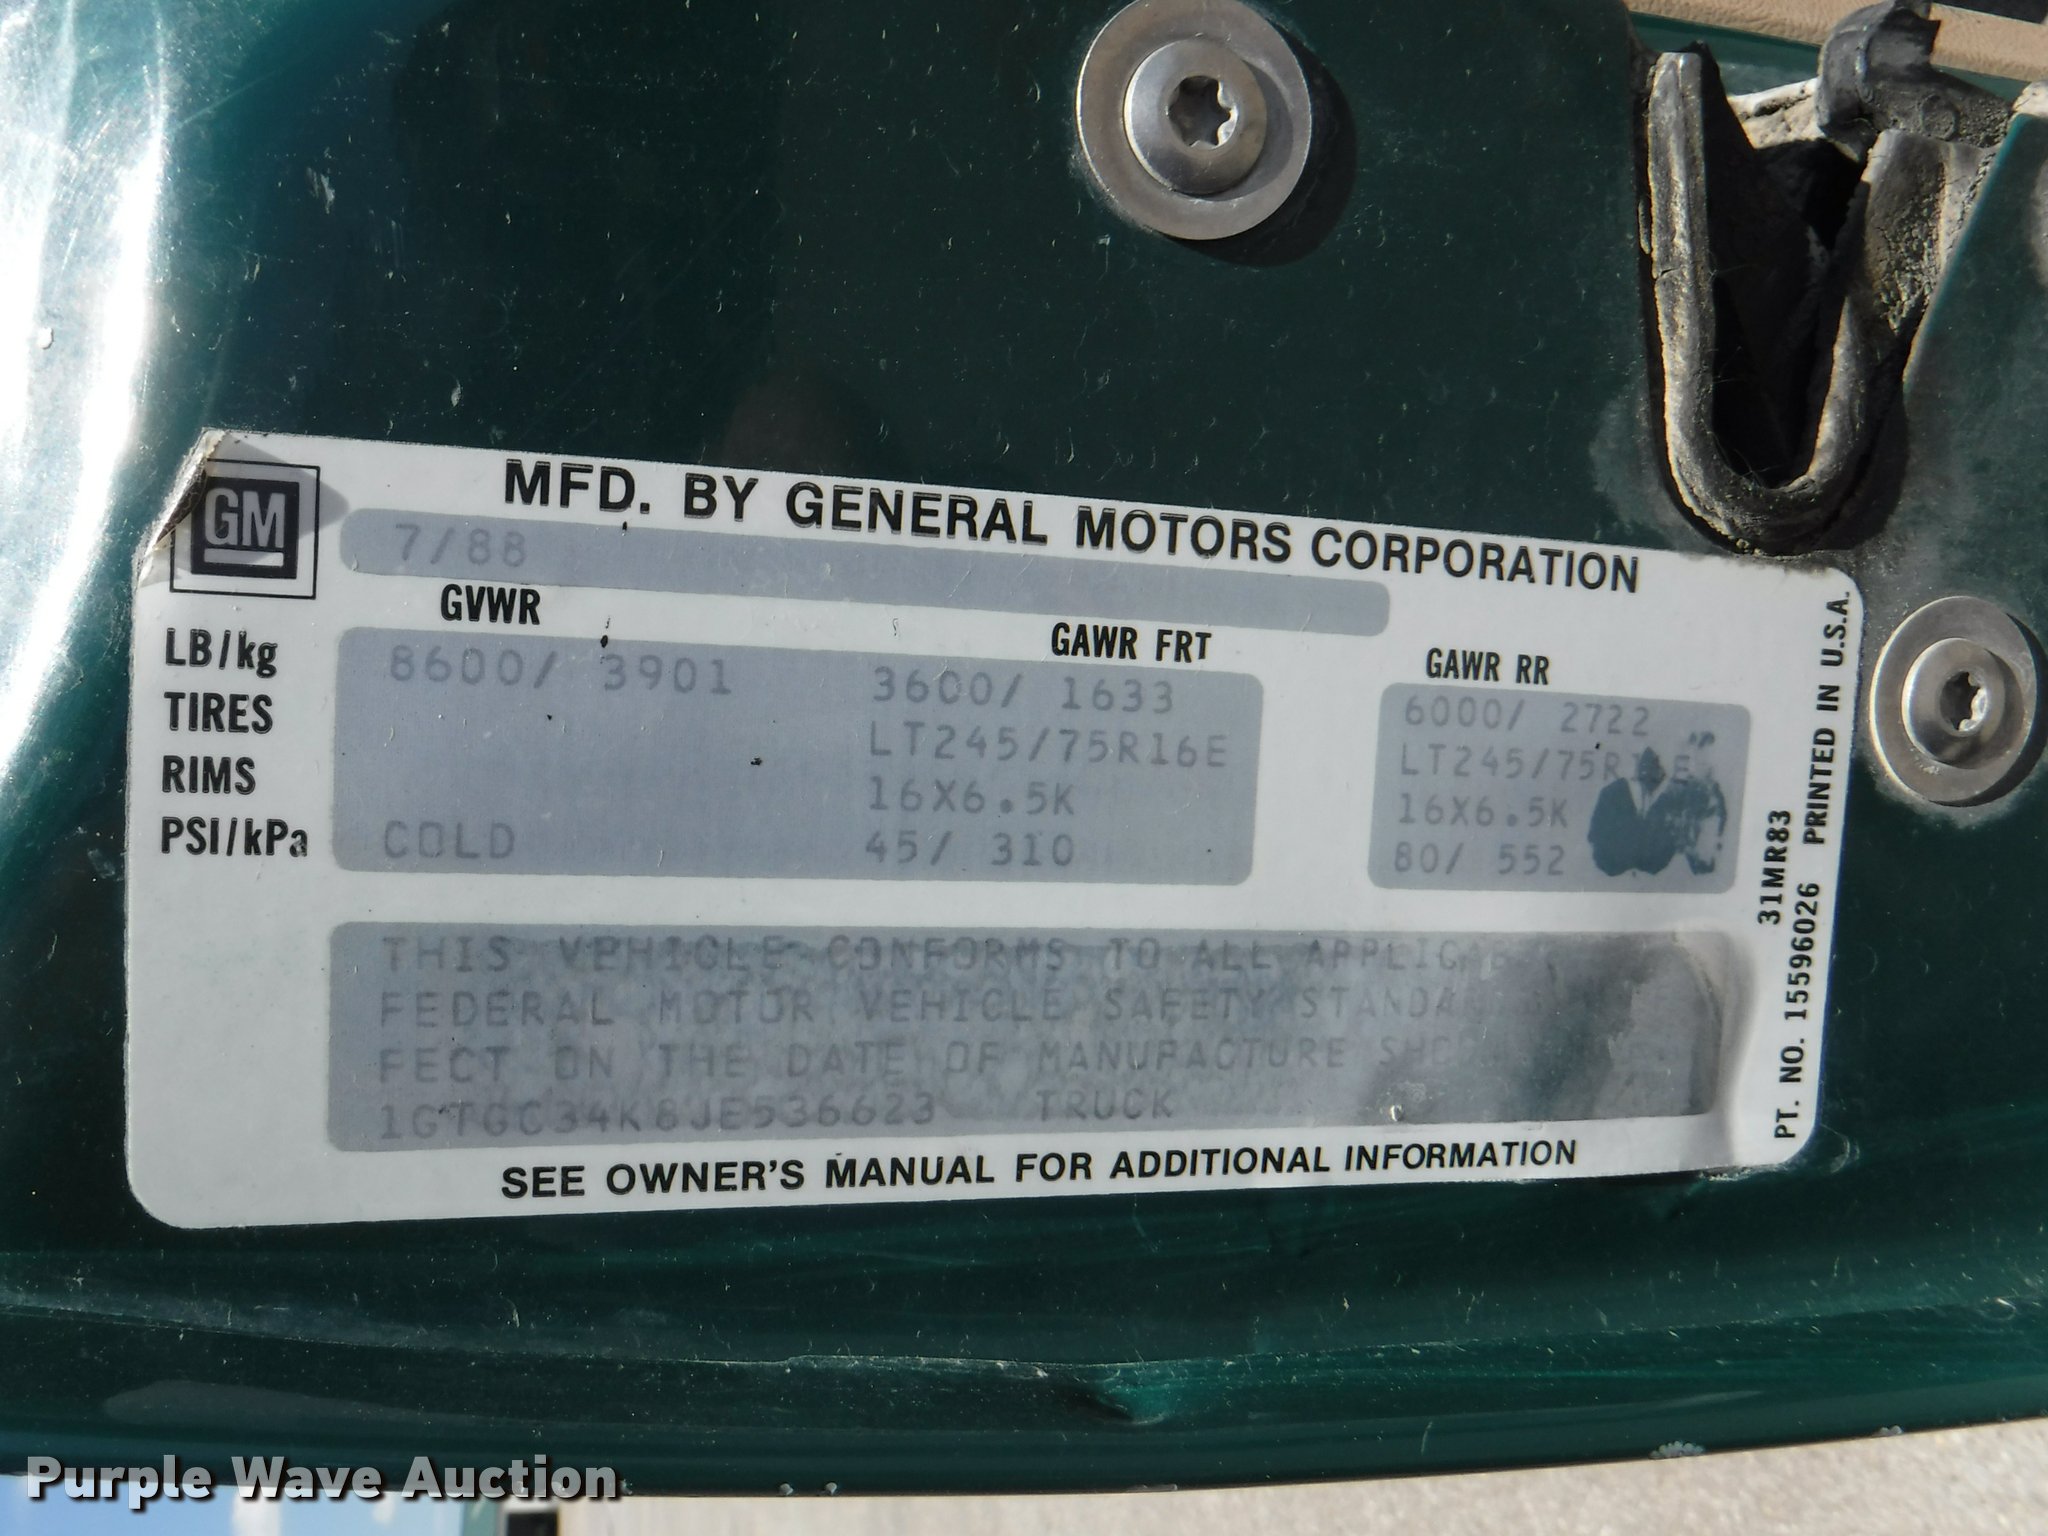 MFD. BY GENERAL MOTORS CORPORATION
GM
7/88
GVWR GAWR FRT GAWR RR
LB/kg 8600/ 3901 3600/ 1633 6000/ 2722
TIRES LT245/75R16E
RIMS 16X6.5K 16X6.5K
PSI/kPa COLD 45/ 310 80/ 552
THIS VEHICLE CONFORMS TO ALL
FEDERAL MOTOR VEHICLE SAFETY
FECT ON THE DATE OF MANUFACTURE
1GTGC34K8JE536623 TRUCK
SEE OWNER'S MANUAL FOR ADDITIONAL INFORMATION
31MR83
PT. NO. 15596026 PRINTED IN U.S.A.
Purple Wave Auction